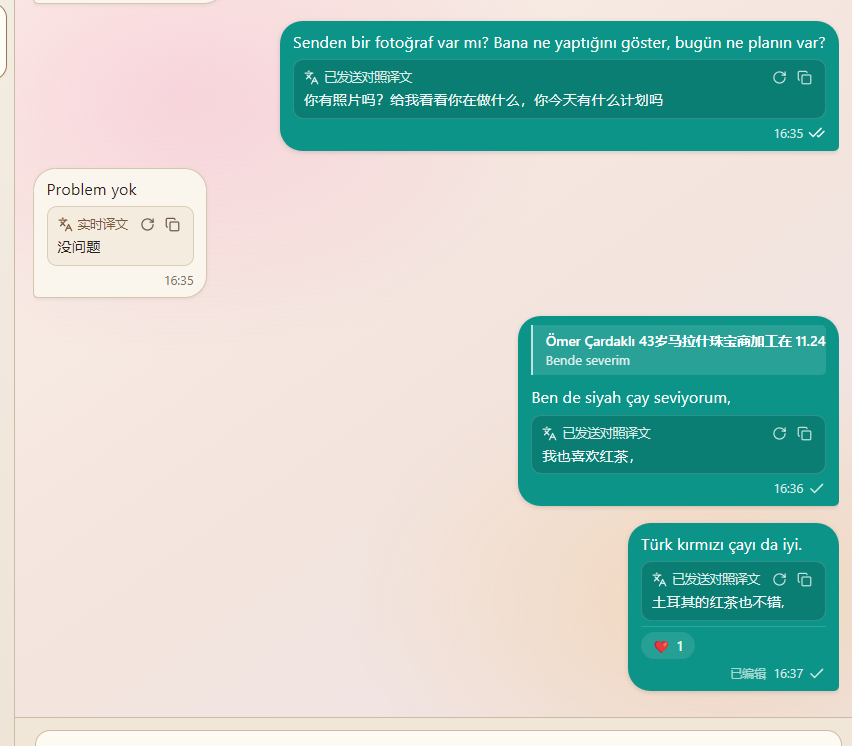 Senden bir fotoğraf var mı? Bana ne yaptığını göster, bugün ne planın var?
已发送对照译文
你有照片吗？给我看看你在做什么，你今天有什么计划吗
16:35
Problem yok
实时译文
没问题
16:35
Ömer Çardaklı 43岁马拉什珠宝商加工在 11.24
Bende severim
Ben de siyah çay seviyorum,
已发送对照译文
我也喜欢红茶，
16:36
Türk kırmızı çayı da iyi.
已发送对照译文
土耳其的红茶也不错,
1
已编辑 16:37